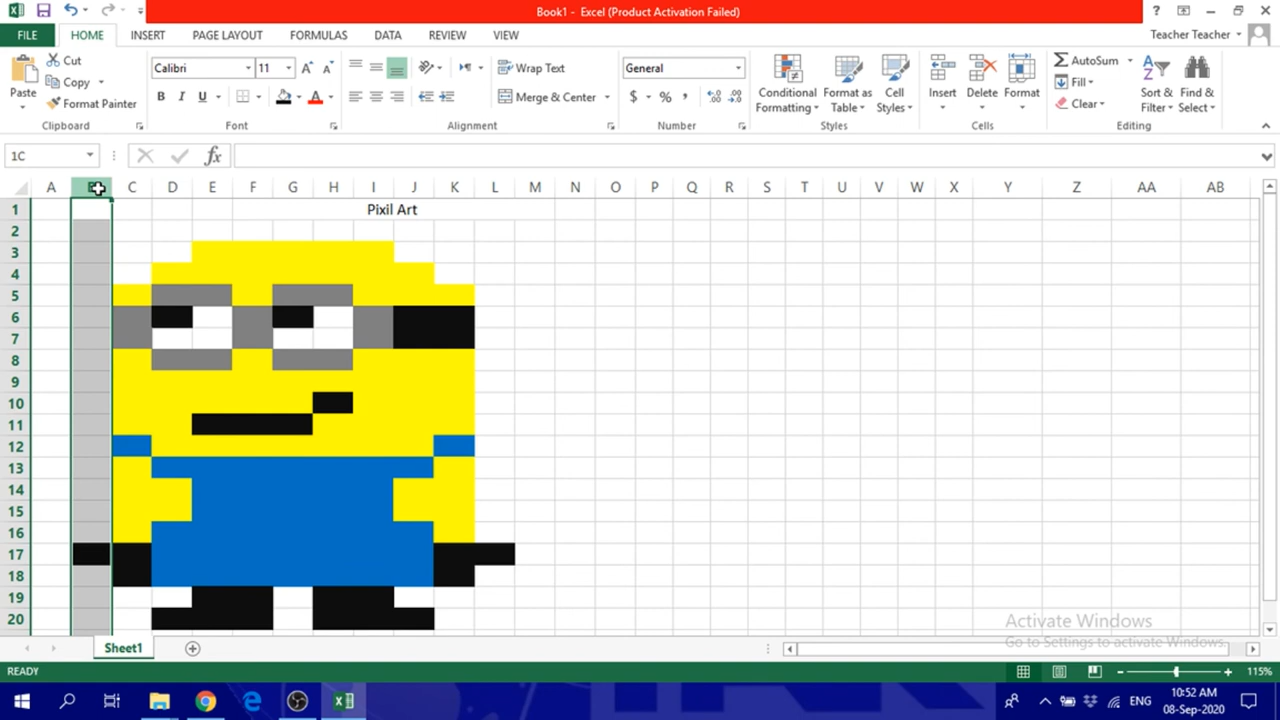 Book1 - Excel (Product Activation Failed)
FILE HOME INSERT PAGE LAYOUT FORMULAS DATA REVIEW VIEW Teacher Teacher
Cut
Copy
Format Painter
Paste
Clipboard
Calibri 11
B I U A
Font
Wrap Text
Merge & Center
Alignment
General
$ % ,
Number
Conditional Formatting
Format as Table
Cell Styles
Styles
Insert Delete Format
Cells
AutoSum
Fill
Clear
Sort & Filter
Find & Select
Editing
1C fx
A C D E F G H I J K L M N O P Q R S T U V W X Y Z AA AB
1 Pixil Art
2
3
4
5
6
7
8
9
10
11
12
13
14
15
16
17
18
19
20
Activate Windows
Go to Settings to activate Windows.
Sheet1
READY 115%
ENG
10:52 AM
08-Sep-2020